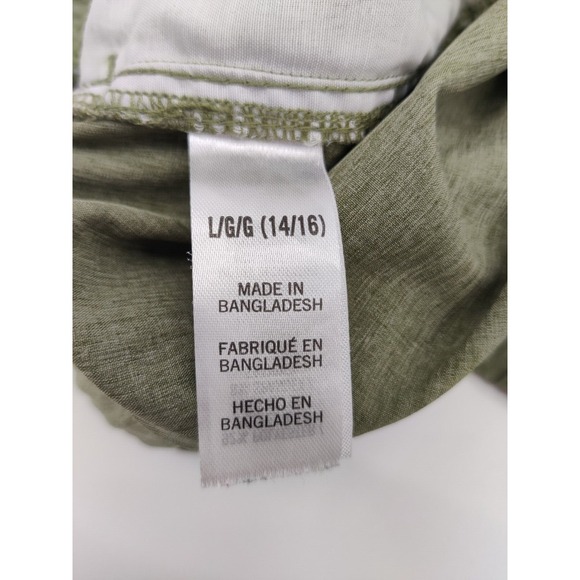 L/G/G (14/16)
MADE IN
BANGLADESH
FABRIQUÉ EN
BANGLADESH
HECHO EN
BANGLADESH